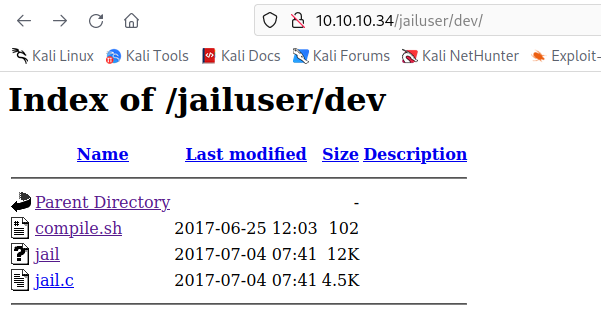 10.10.10.34/jailuser/dev/
Kali Linux Kali Tools Kali Docs Kali Forums Kali NetHunter Exploit-
Index of /jailuser/dev
Name Last modified Size Description
Parent Directory -
compile.sh 2017-06-25 12:03 102
jail 2017-07-04 07:41 12K
jail.c 2017-07-04 07:41 4.5K